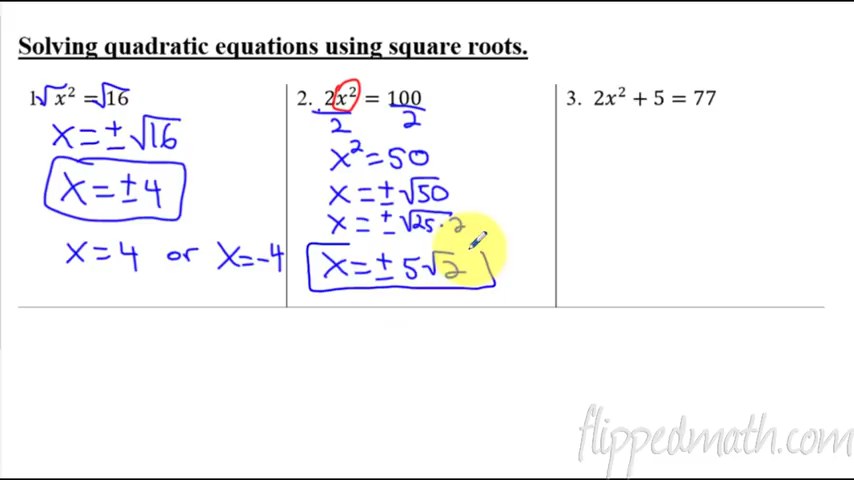 Solving quadratic equations using square roots.
1. √x² = √16
x = ± √16
x = ± 4
x = 4 or x = -4
2. 2x² = 100
2 2
x² = 50
x = ± √50
x = ± √25·2
x = ± 5√2
3. 2x² + 5 = 77
flippedmath.com